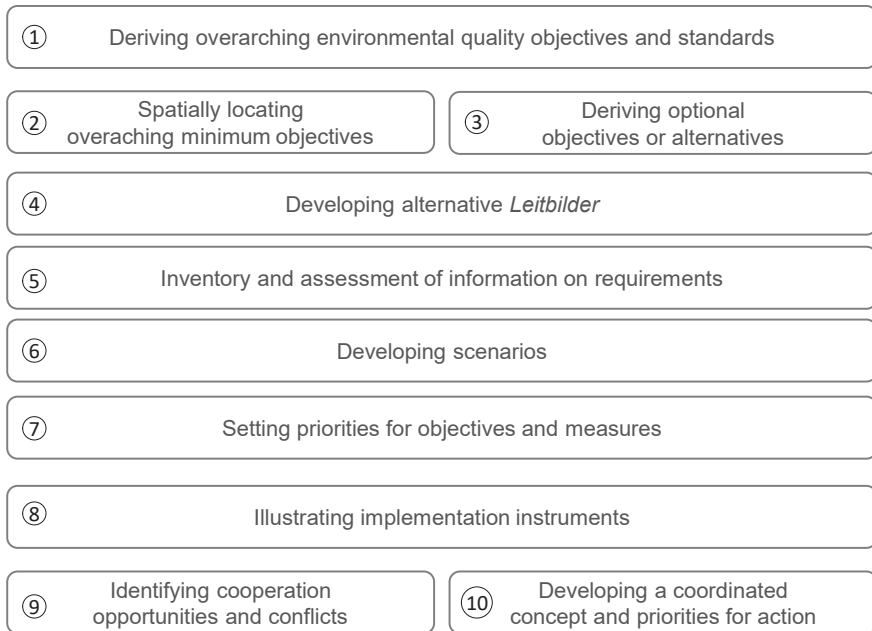 ① Deriving overarching environmental quality objectives and standards
② Spatially locating
overaching minimum objectives
③ Deriving optional
objectives or alternatives
④ Developing alternative Leitbilder
⑤ Inventory and assessment of information on requirements
⑥ Developing scenarios
⑦ Setting priorities for objectives and measures
⑧ Illustrating implementation instruments
⑨ Identifying cooperation
opportunities and conflicts
⑩ Developing a coordinated
concept and priorities for action